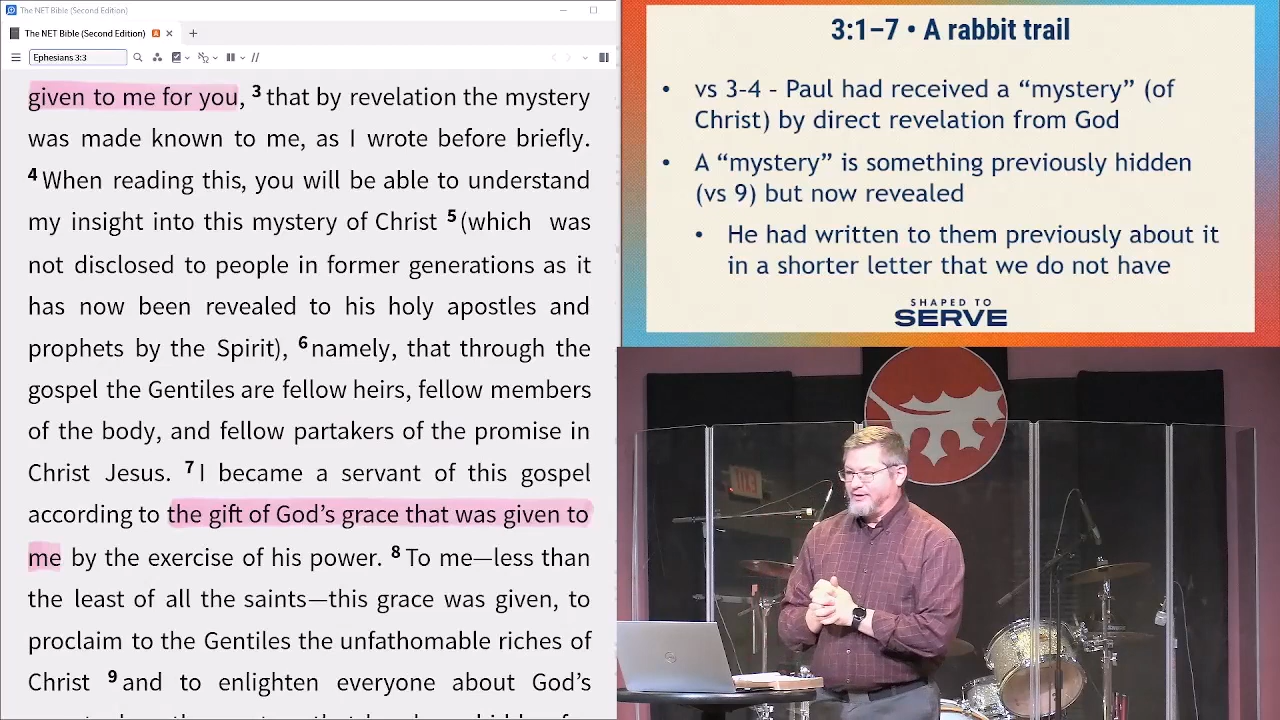 The NET Bible (Second Edition)
The NET Bible (Second Edition) A
Ephesians 3:3
given to me for you, 3 that by revelation the mystery
was made known to me, as I wrote before briefly.
4 When reading this, you will be able to understand
my insight into this mystery of Christ 5 (which was
not disclosed to people in former generations as it
has now been revealed to his holy apostles and
prophets by the Spirit), 6 namely, that through the
gospel the Gentiles are fellow heirs, fellow members
of the body, and fellow partakers of the promise in
Christ Jesus. 7 I became a servant of this gospel
according to the gift of God’s grace that was given to
me by the exercise of his power. 8 To me—less than
the least of all the saints—this grace was given, to
proclaim to the Gentiles the unfathomable riches of
Christ 9 and to enlighten everyone about God’s
3:1–7 • A rabbit trail
• vs 3-4 - Paul had received a “mystery” (of
Christ) by direct revelation from God
• A “mystery” is something previously hidden
(vs 9) but now revealed
• He had written to them previously about it
in a shorter letter that we do not have
SHAPED TO
SERVE
EXIT